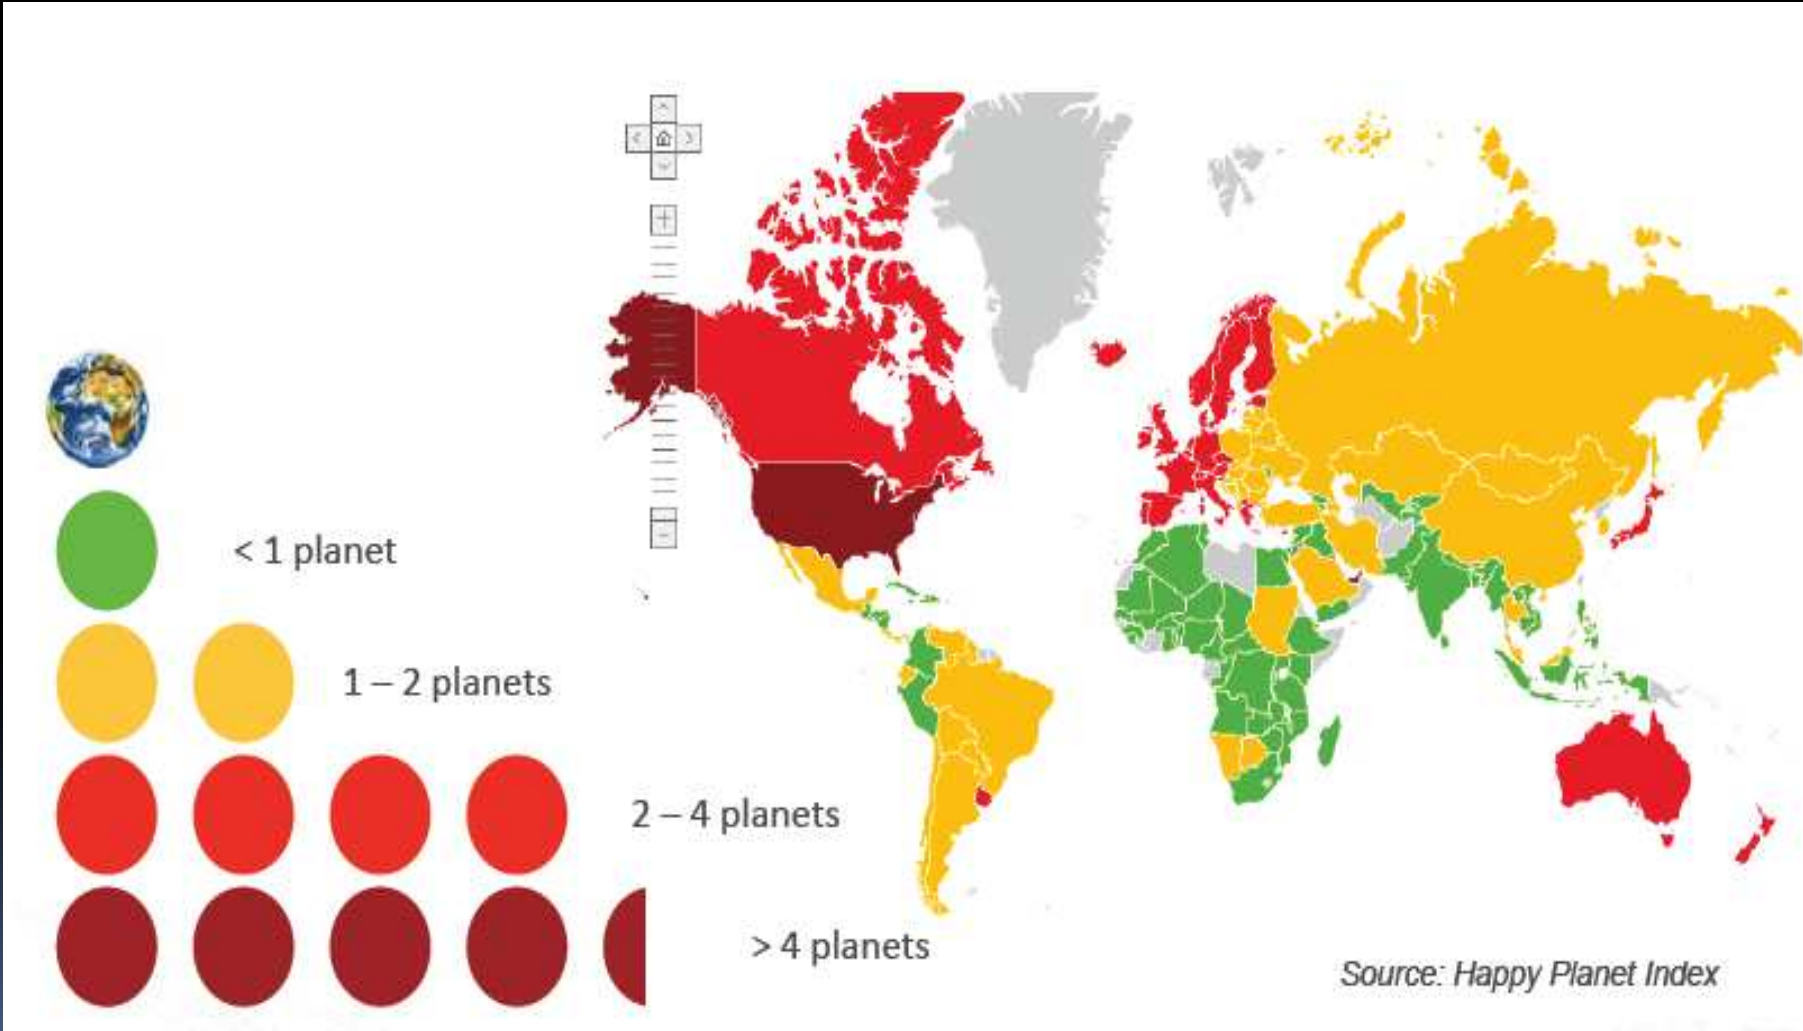 < 1 planet
1 – 2 planets
2 – 4 planets
> 4 planets
Source: Happy Planet Index